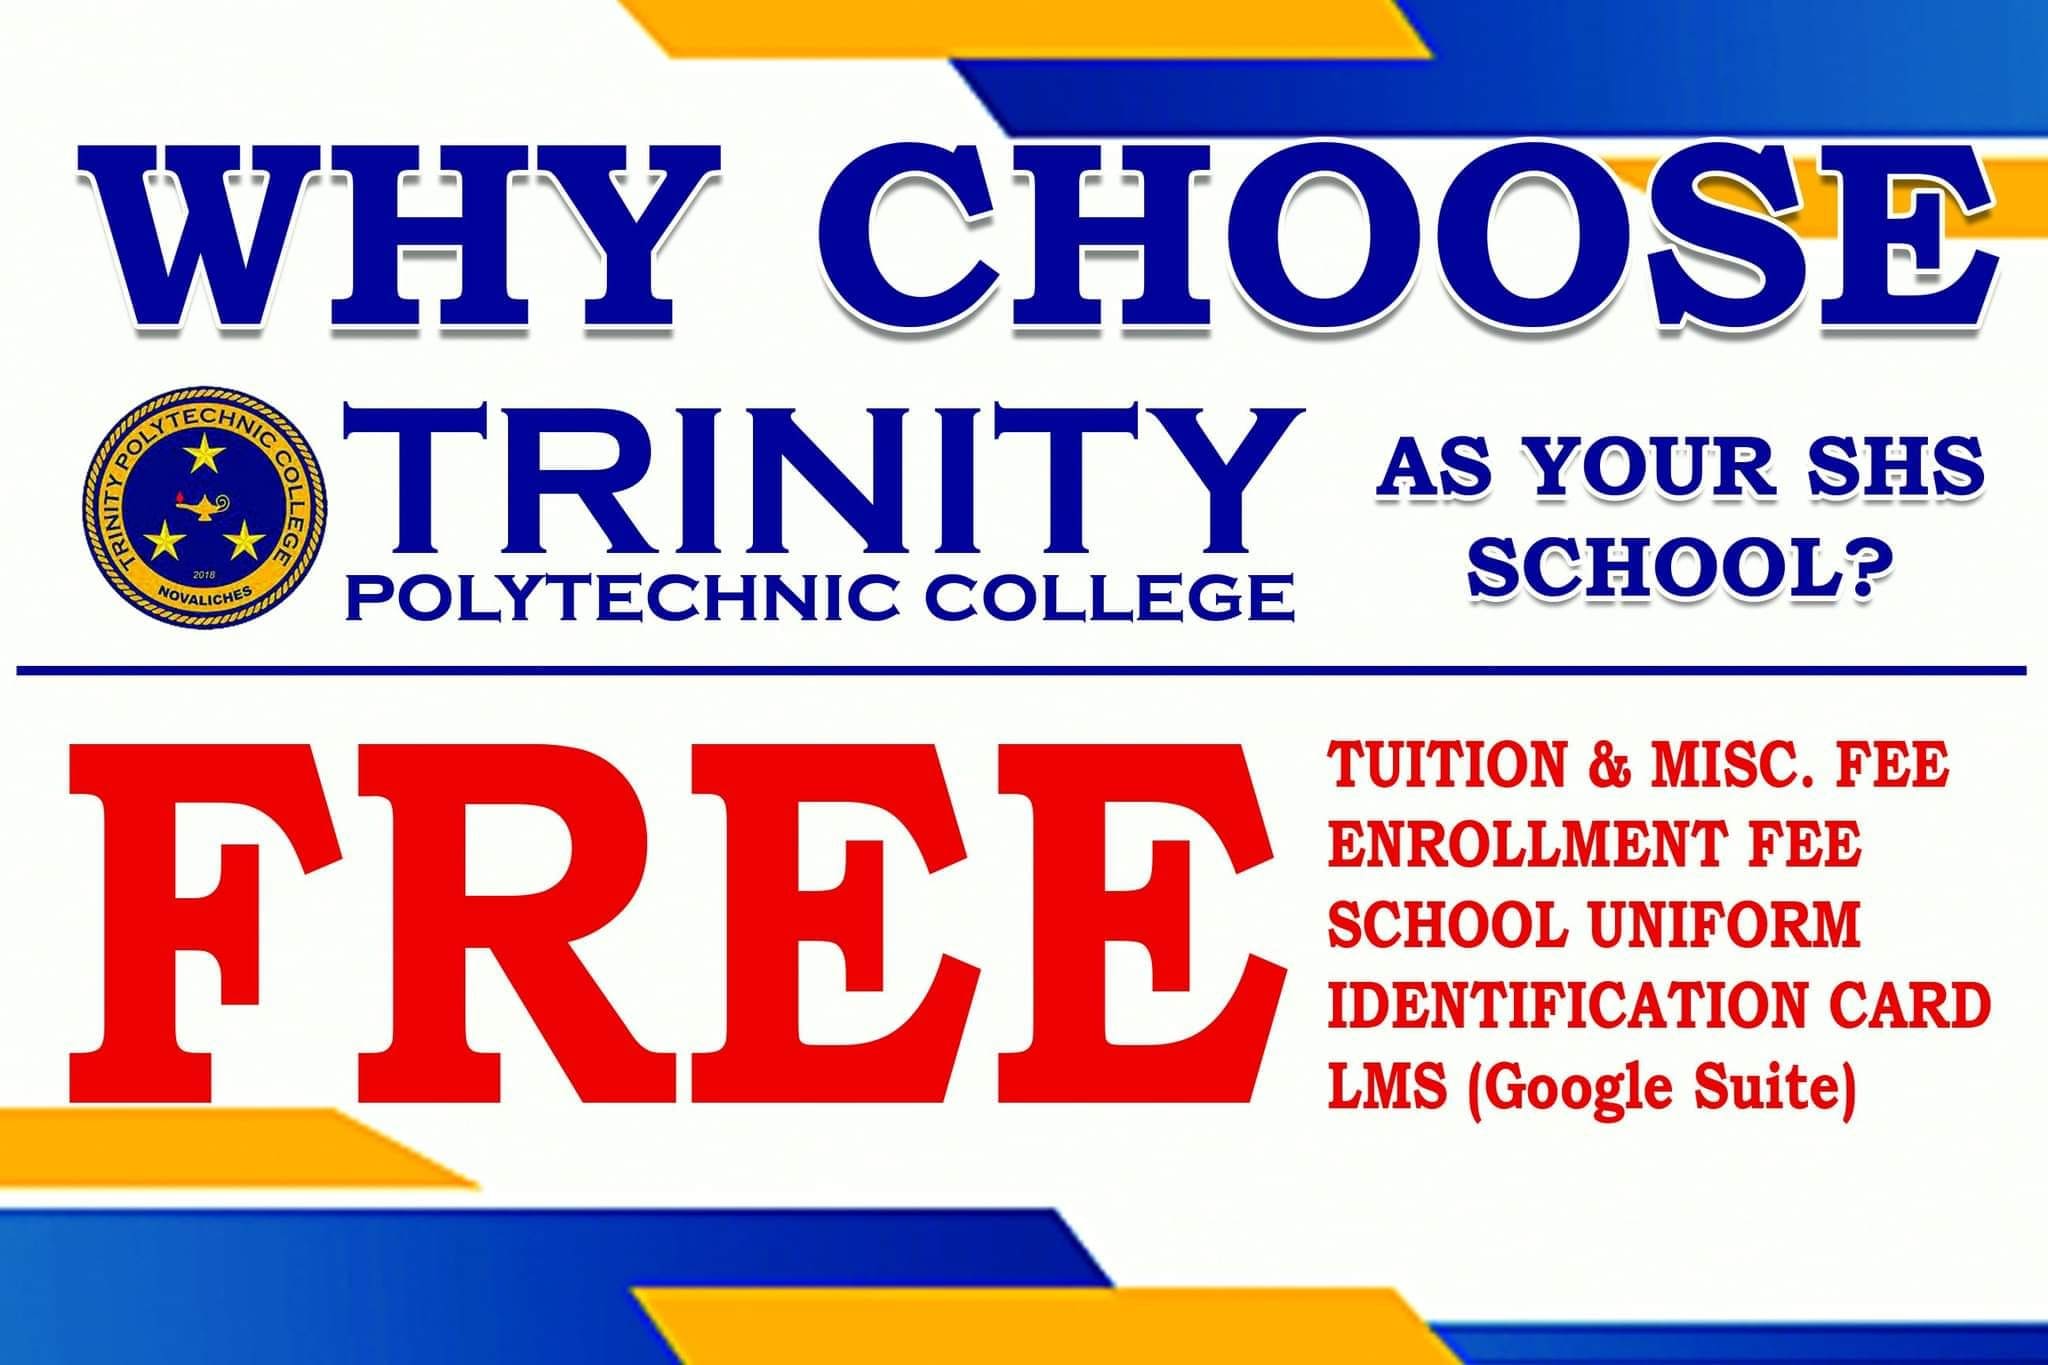 WHY CHOOSE
TRINITY POLYTECHNIC COLLEGE
2018
NOVALICHES
TRINITY
POLYTECHNIC COLLEGE
AS YOUR SHS
SCHOOL?
FREE
TUITION & MISC. FEE
ENROLLMENT FEE
SCHOOL UNIFORM
IDENTIFICATION CARD
LMS (Google Suite)